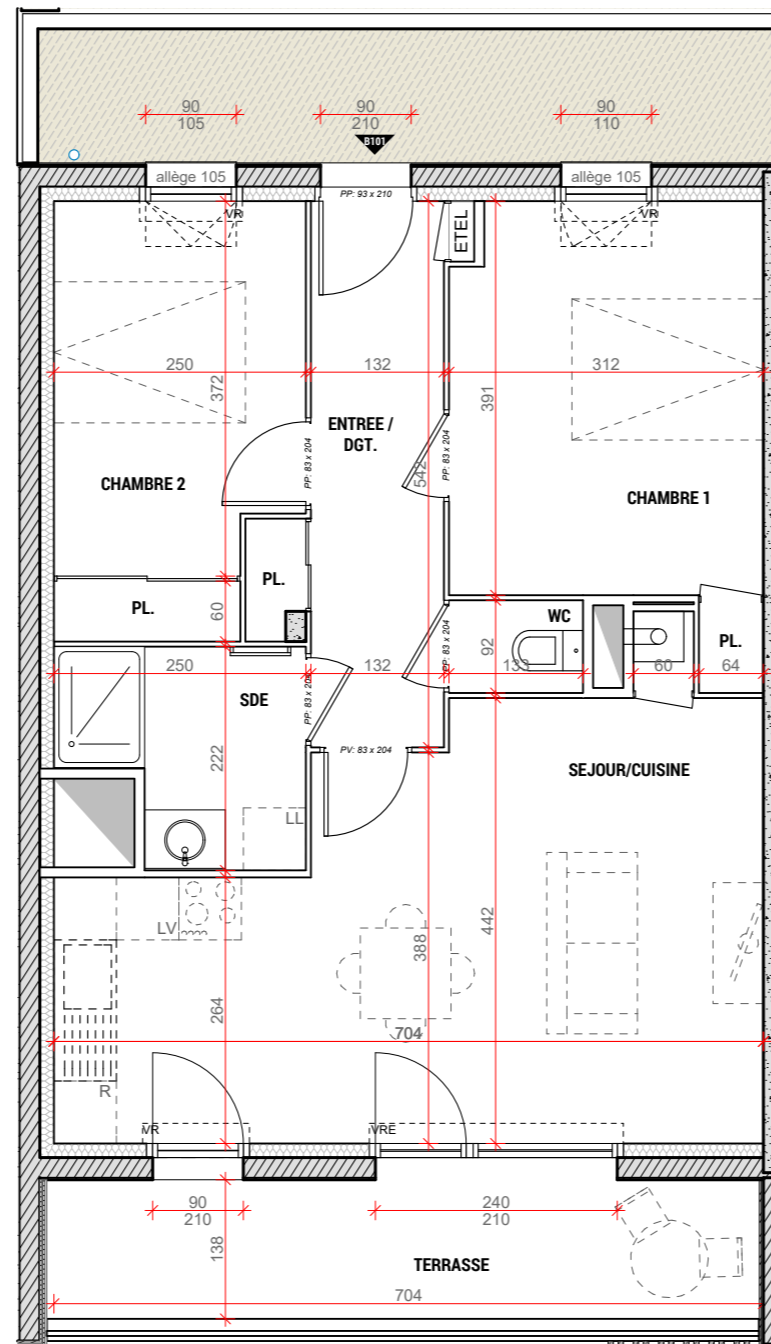 90
105
90
210
90
110
B101
allège 105
allège 105
PP: 93 x 210
VR
VR
ETEL
250
132
312
372
391
ENTREE /
DGT.
PP: 83 x 204
PP: 83 x 204
542
CHAMBRE 2
CHAMBRE 1
PL.
PL.
60
WC
PL.
92
PP: 83 x 204
250
132
133
60
64
SDE
PP: 83 x 204
222
PV: 83 x 204
SEJOUR/CUISINE
LL
LV
388
442
264
704
R
VR
VRE
90
210
240
210
138
TERRASSE
704